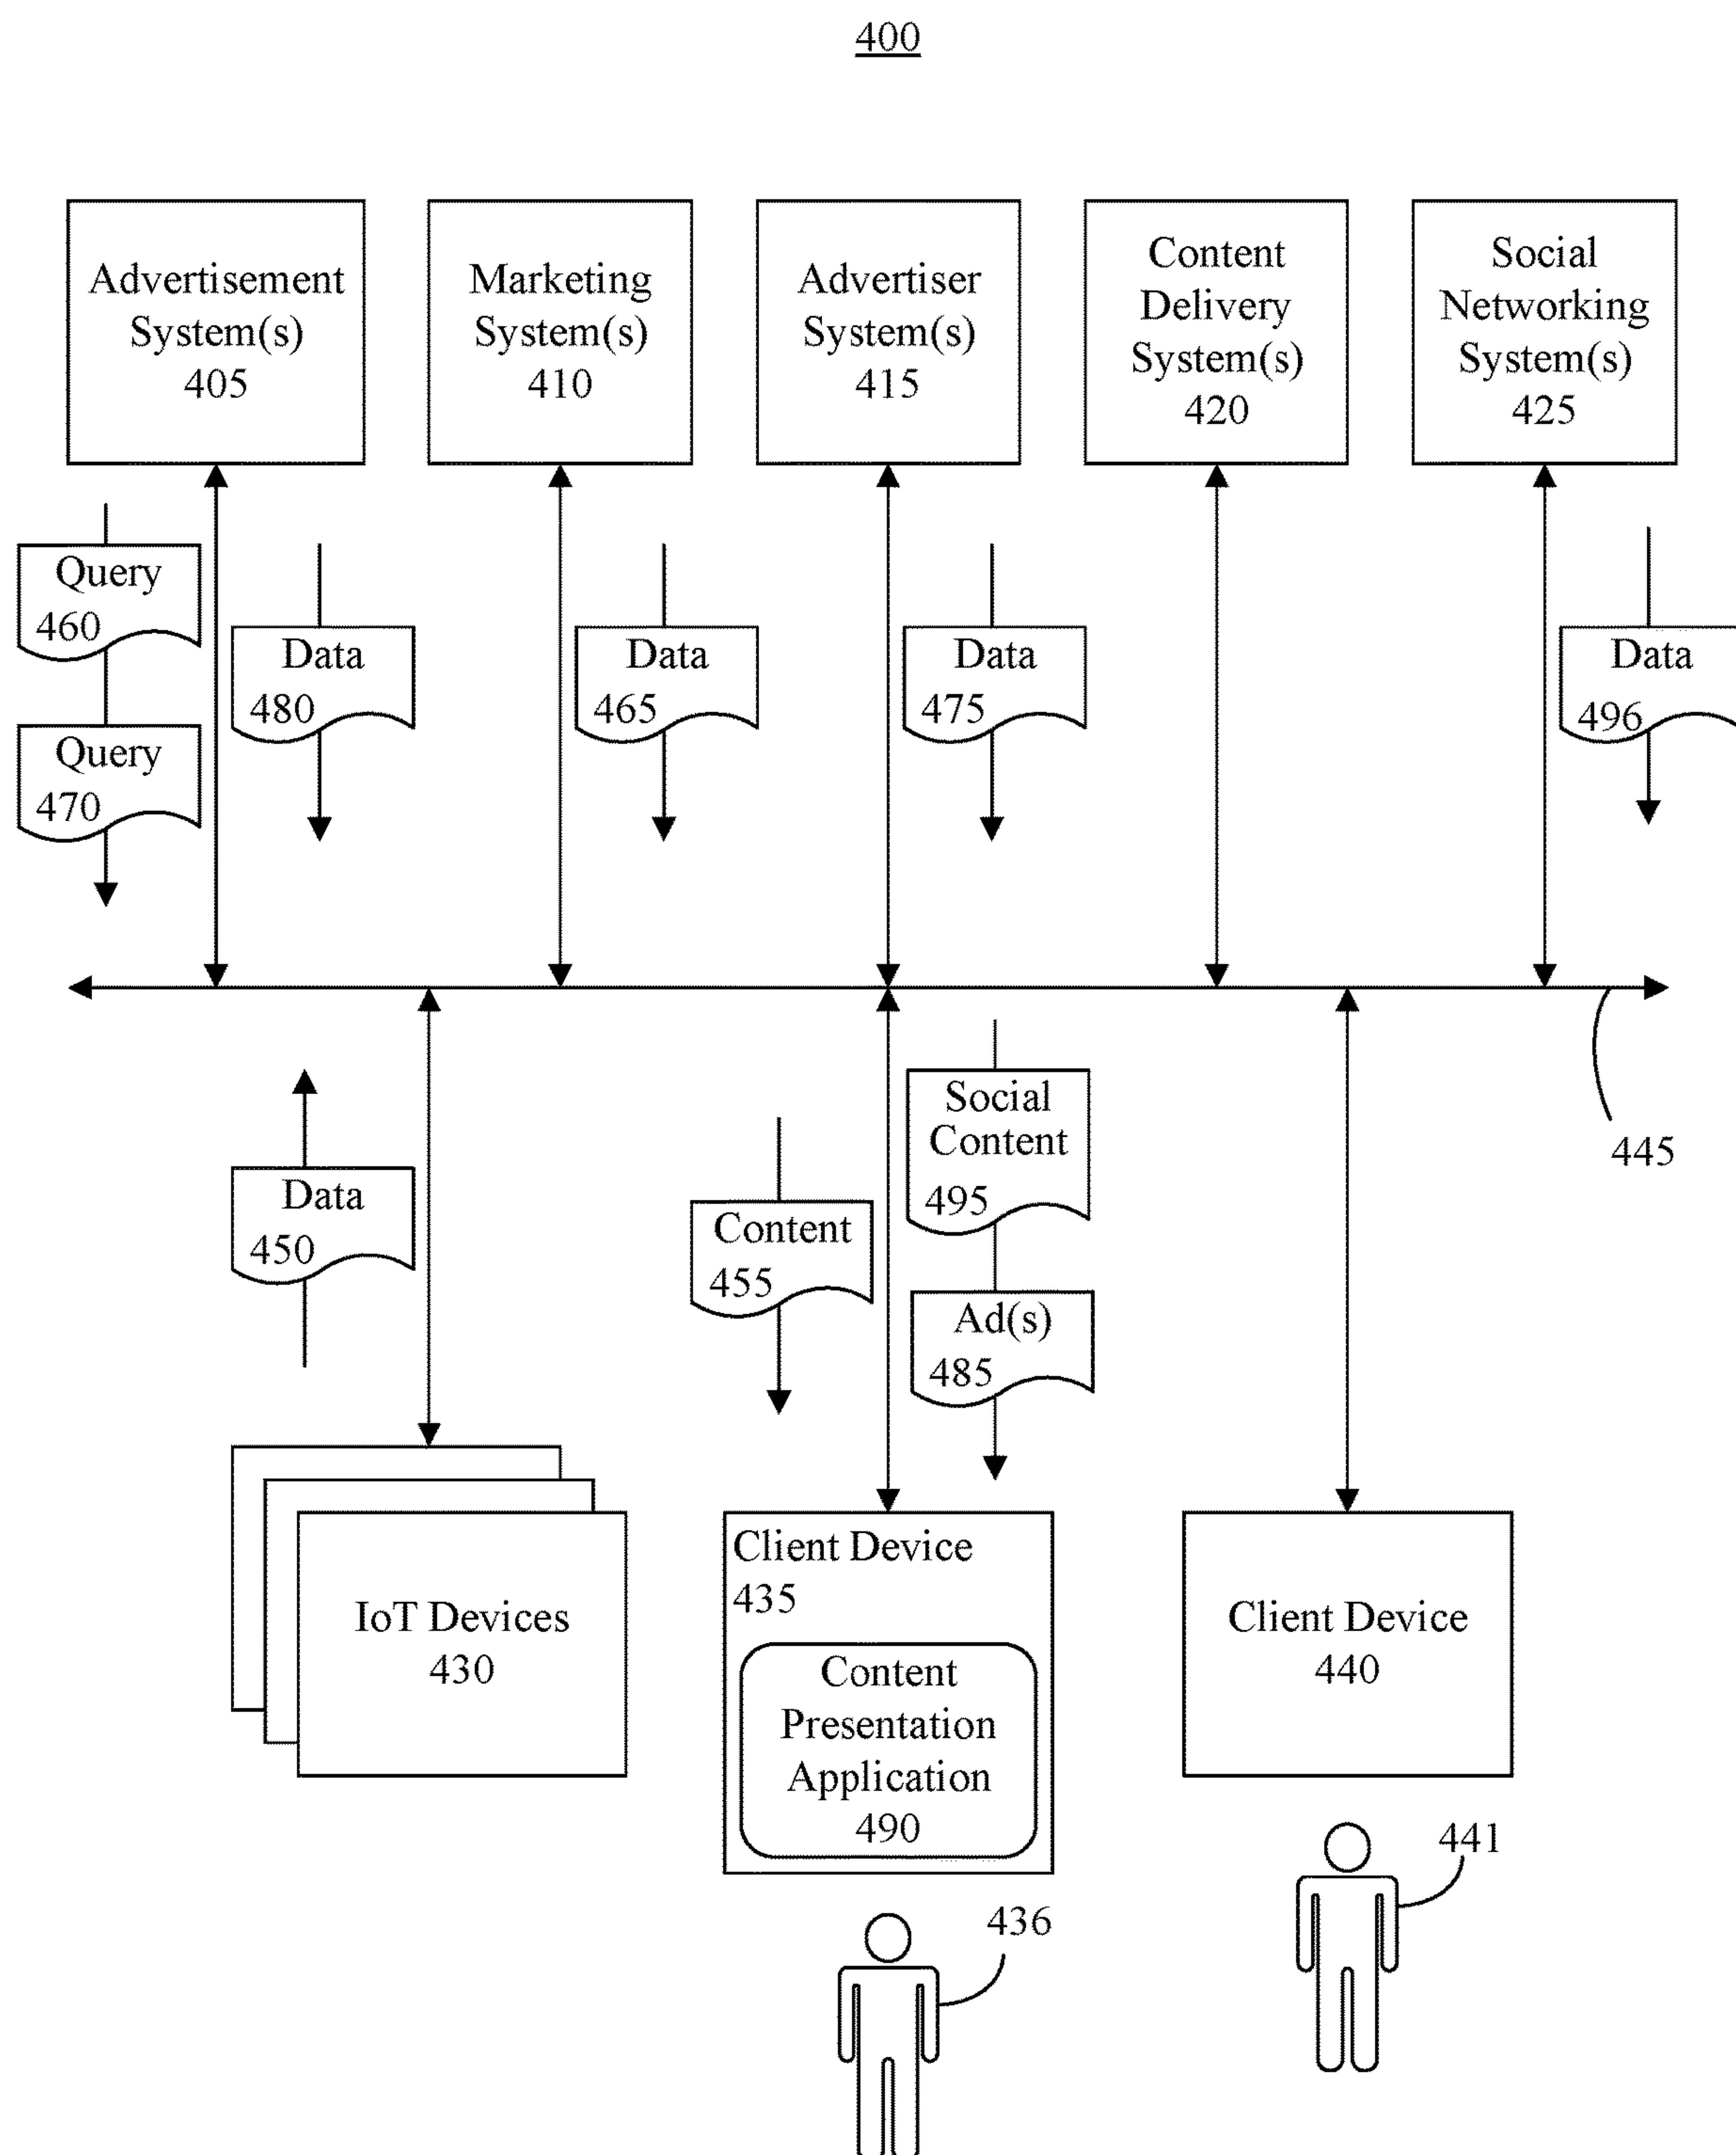 400
Advertisement
System(s)
405
Marketing
System(s)
410
Advertiser
System(s)
415
Content
Delivery
System(s)
420
Social
Networking
System(s)
425
Query
460
Query
470
Data
480
Data
465
Data
475
Data
496
445
Data
450
Content
455
Social
Content
495
Ad(s)
485
IoT Devices
430
Client Device
435
Content
Presentation
Application
490
Client Device
440
436
441